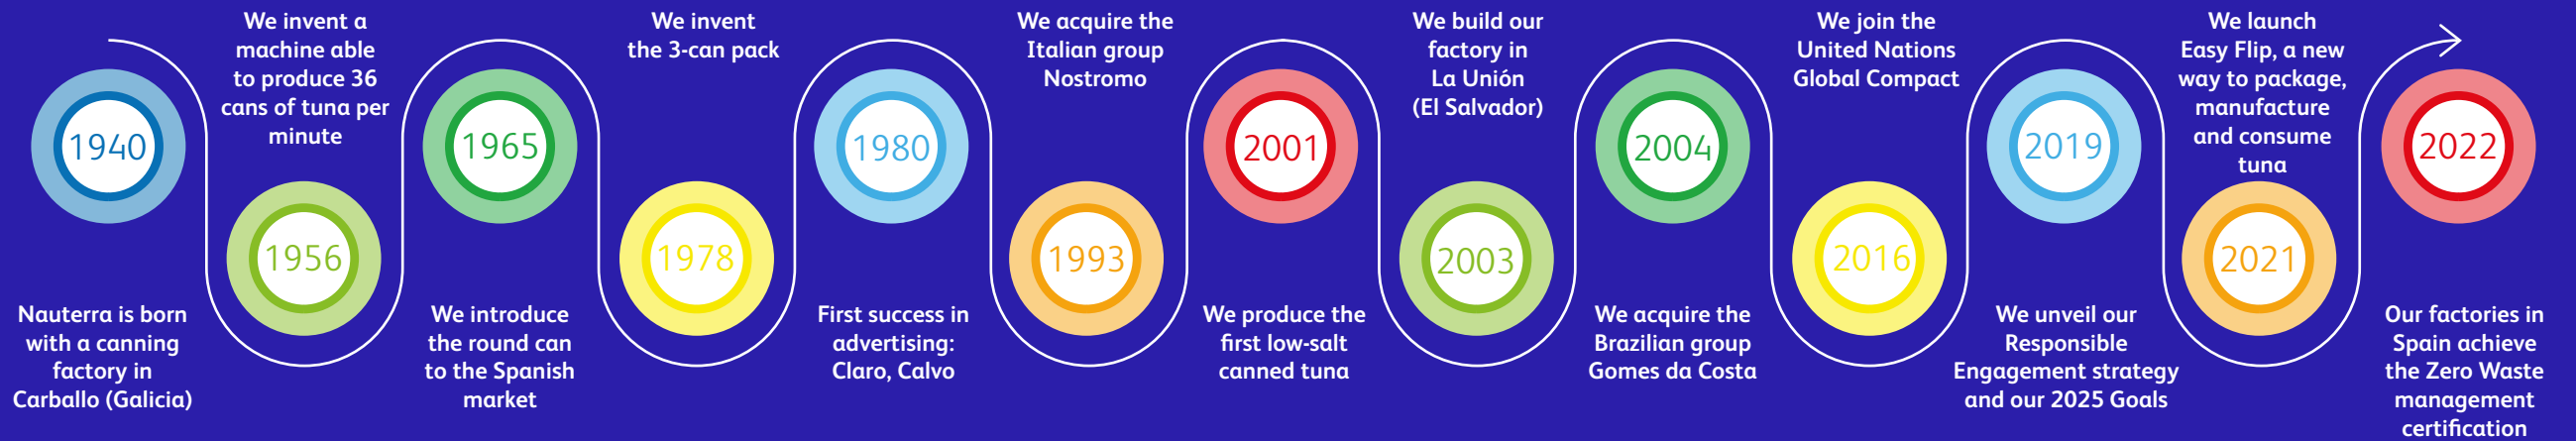 1940
Nauterra is born
with a canning
factory in
Carballo (Galicia)
We invent a
machine able
to produce 36
cans of tuna per
minute
1956
1965
We introduce
the round can
to the Spanish
market
We invent
the 3-can pack
1978
1980
First success in
advertising:
Claro, Calvo
We acquire the
Italian group
Nostromo
1993
2001
We produce the
first low-salt
canned tuna
We build our
factory in
La Unión
(El Salvador)
2003
2004
We acquire the
Brazilian group
Gomes da Costa
We join the
United Nations
Global Compact
2016
2019
We unveil our
Responsible
Engagement strategy
and our 2025 Goals
We launch
Easy Flip, a new
way to package,
manufacture
and consume
tuna
2021
2022
Our factories in
Spain achieve
the Zero Waste
management
certification